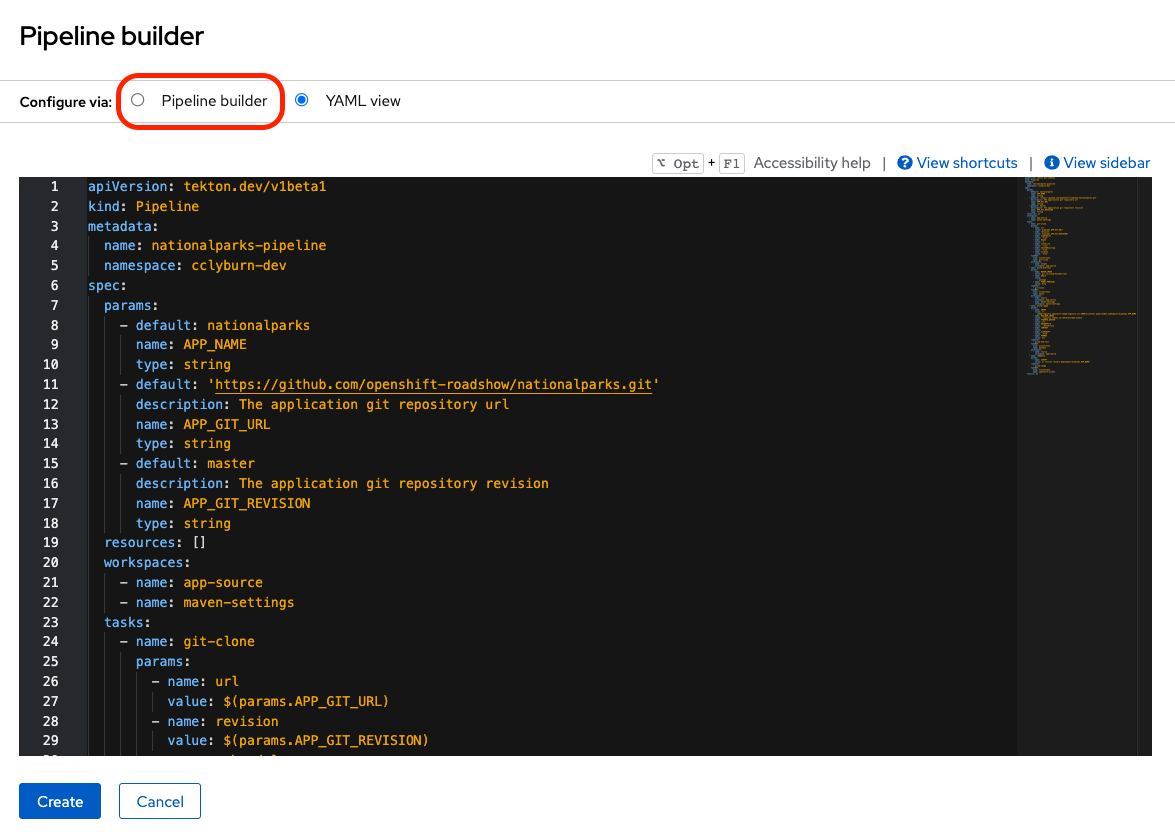 Pipeline builder
Configure via: Pipeline builder YAML view
⌥ Opt + F1 Accessibility help | View shortcuts | View sidebar
1 apiVersion: tekton.dev/v1beta1
2 kind: Pipeline
3 metadata:
4 name: nationalparks-pipeline
5 namespace: cclyburn-dev
6 spec:
7 params:
8 - default: nationalparks
9 name: APP_NAME
10 type: string
11 - default: 'https://github.com/openshift-roadshow/nationalparks.git'
12 description: The application git repository url
13 name: APP_GIT_URL
14 type: string
15 - default: master
16 description: The application git repository revision
17 name: APP_GIT_REVISION
18 type: string
19 resources: []
20 workspaces:
21 - name: app-source
22 - name: maven-settings
23 tasks:
24 - name: git-clone
25 params:
26 - name: url
27 value: $(params.APP_GIT_URL)
28 - name: revision
29 value: $(params.APP_GIT_REVISION)
Create Cancel